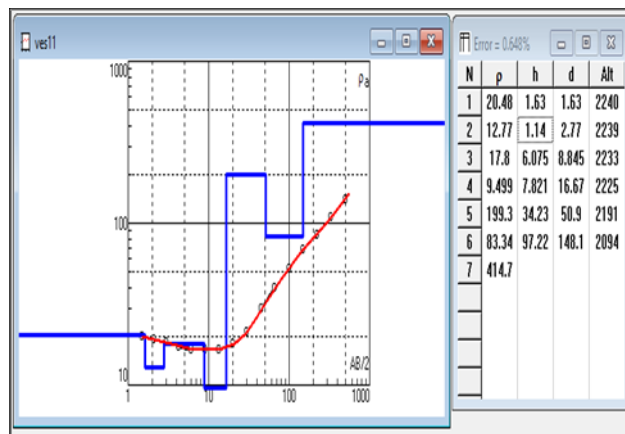 ves11
1000
ρa
100
10
AB/2
1 10 100 1000
Error = 0.648%
N ρ h d Alt
1 20.48 1.63 1.63 2240
2 12.77 1.14 2.77 2239
3 17.8 6.075 8.845 2233
4 9.499 7.821 16.67 2225
5 199.3 34.23 50.9 2191
6 83.34 97.22 148.1 2094
7 414.7